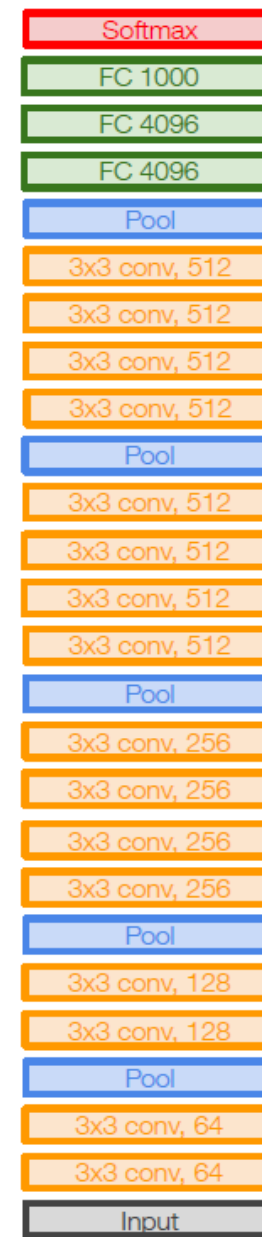 Softmax
FC 1000
FC 4096
FC 4096
Pool
3x3 conv, 512
3x3 conv, 512
3x3 conv, 512
3x3 conv, 512
Pool
3x3 conv, 512
3x3 conv, 512
3x3 conv, 512
3x3 conv, 512
Pool
3x3 conv, 256
3x3 conv, 256
3x3 conv, 256
3x3 conv, 256
Pool
3x3 conv, 128
3x3 conv, 128
Pool
3x3 conv, 64
3x3 conv, 64
Input